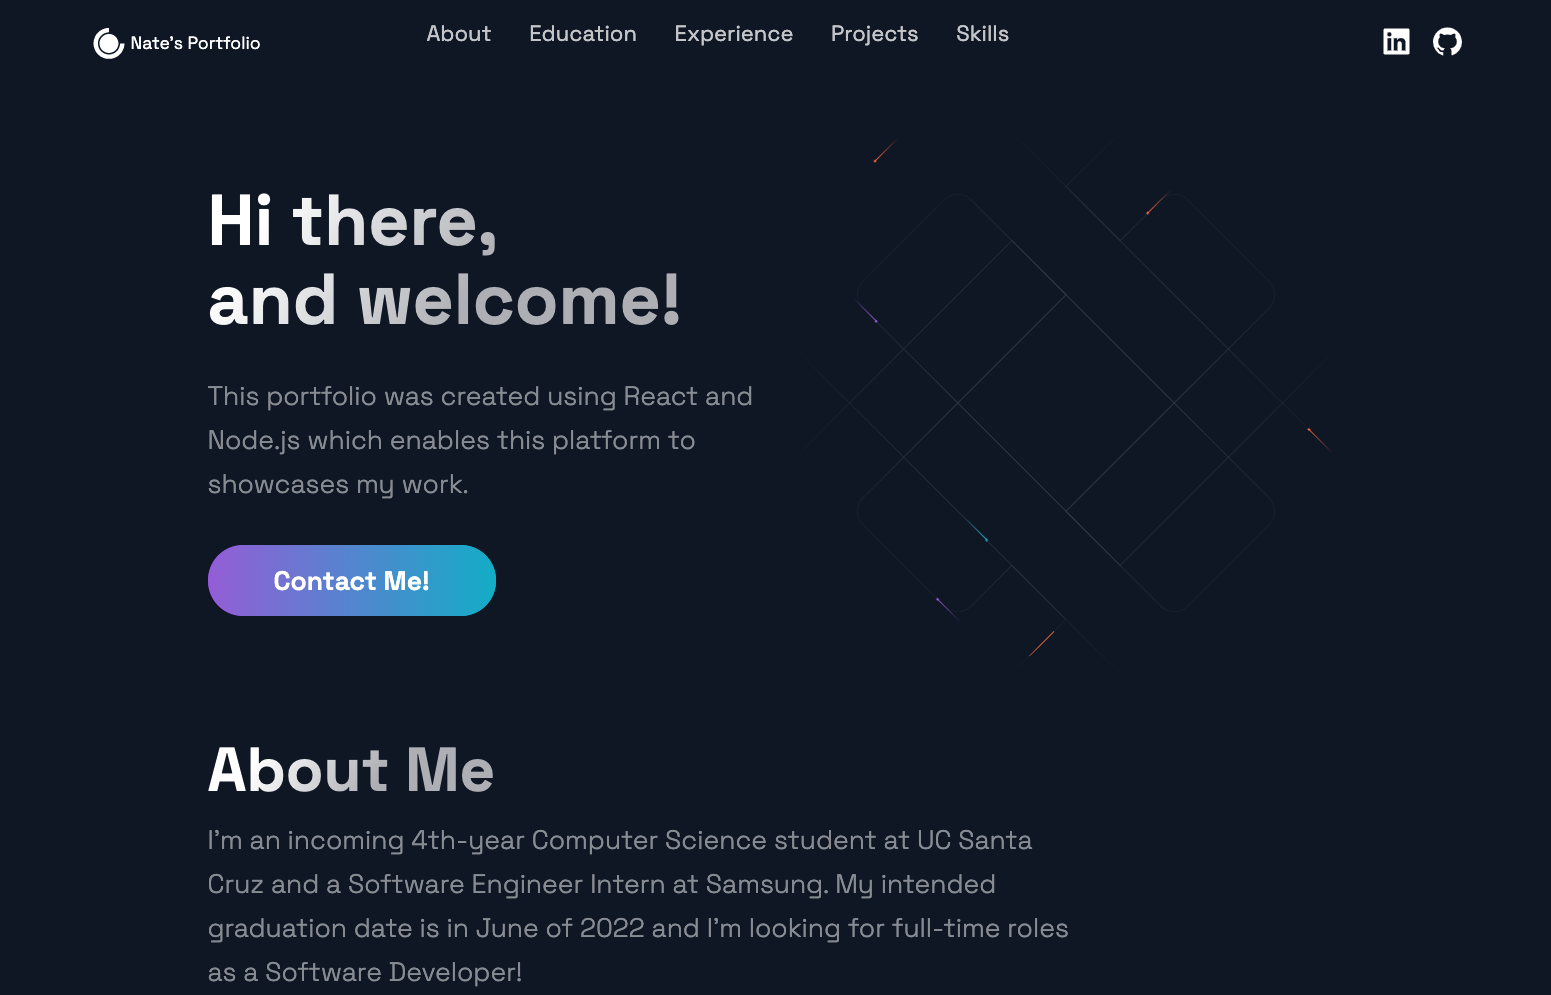 Nate's Portfolio
About Education Experience Projects Skills
Hi there,
and welcome!
This portfolio was created using React and
Node.js which enables this platform to
showcases my work.
Contact Me!
About Me
I'm an incoming 4th-year Computer Science student at UC Santa
Cruz and a Software Engineer Intern at Samsung. My intended
graduation date is in June of 2022 and I'm looking for full-time roles
as a Software Developer!